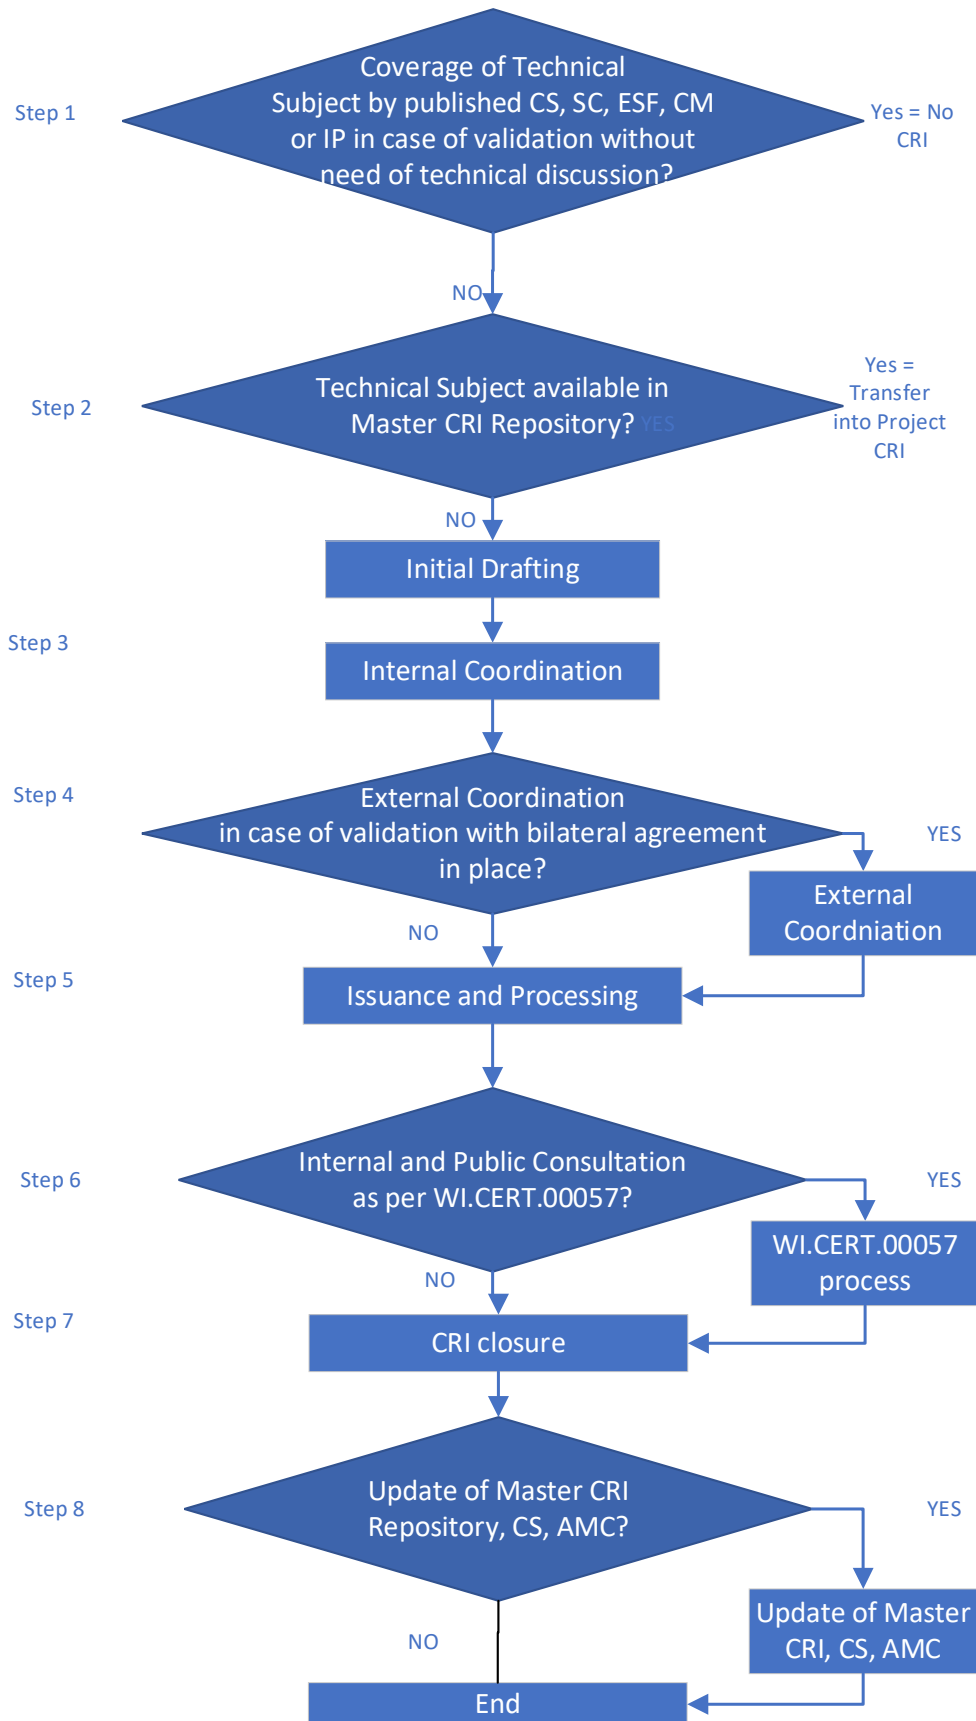 Coverage of Technical
Subject by published CS, SC, ESF, CM
or IP in case of validation without
need of technical discussion?
Step 1
Yes = No
CRI
NO
Technical Subject available in
Master CRI Repository?
YES
Step 2
Yes =
Transfer
into Project
CRI
NO
Initial Drafting
Step 3
Internal Coordination
Step 4
External Coordination
in case of validation with bilateral agreement
in place?
YES
External
Coordniation
NO
Step 5
Issuance and Processing
Step 6
Internal and Public Consultation
as per WI.CERT.00057?
YES
WI.CERT.00057
process
NO
Step 7
CRI closure
Step 8
Update of Master CRI
Repository, CS, AMC?
YES
Update of Master
CRI, CS, AMC
NO
End